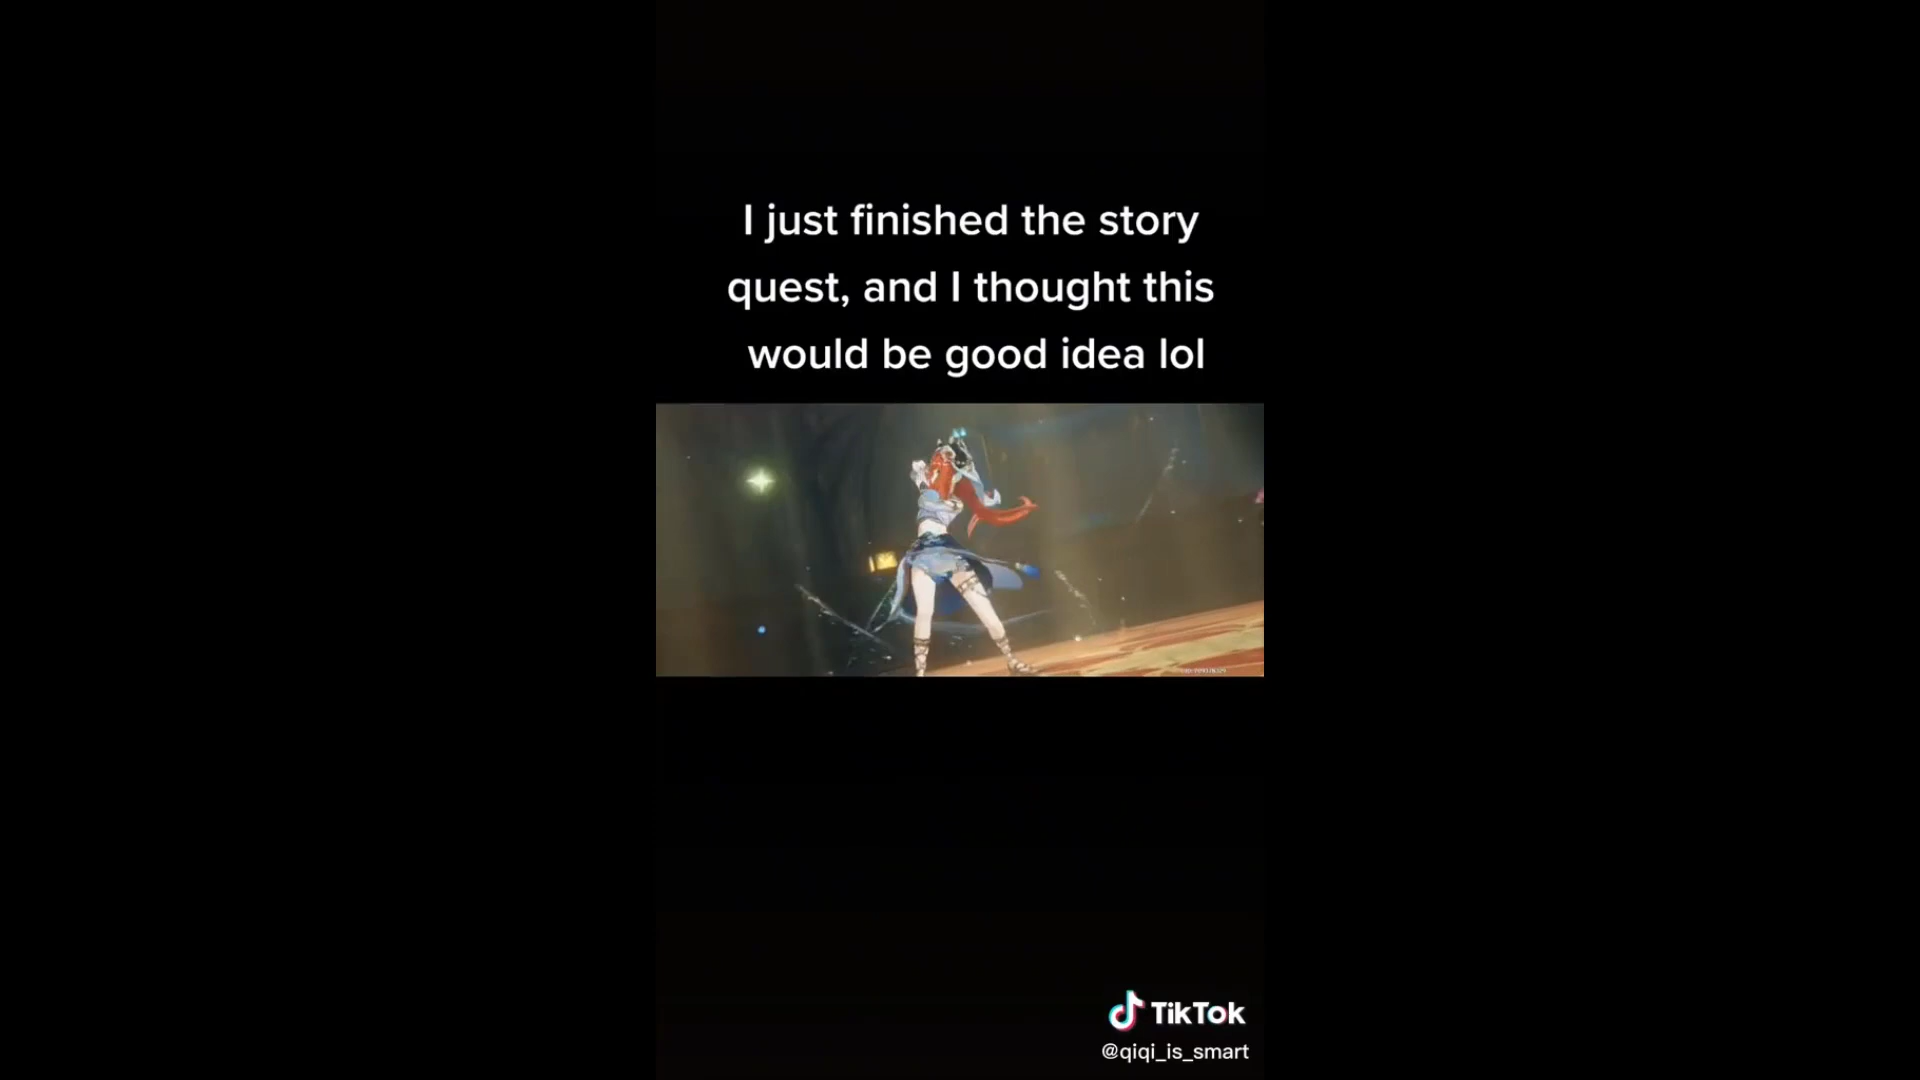 I just finished the story
quest, and I thought this
would be good idea lol
TikTok
@qiqi_is_smart